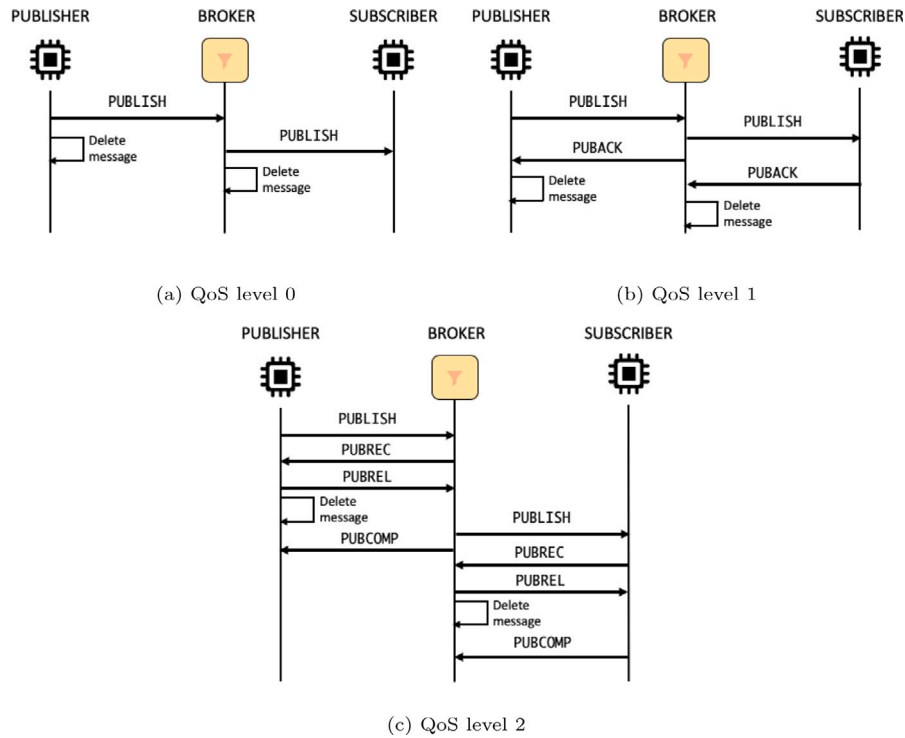 PUBLISHER BROKER SUBSCRIBER
PUBLISH
Delete
message
PUBLISH
Delete
message
(a) QoS level 0
PUBLISHER BROKER SUBSCRIBER
PUBLISH
PUBLISH
PUBACK
Delete
message
PUBACK
Delete
message
(b) QoS level 1
PUBLISHER BROKER SUBSCRIBER
PUBLISH
PUBREC
PUBREL
Delete
message
PUBLISH
PUBCOMP
PUBREC
PUBREL
Delete
message
PUBCOMP
(c) QoS level 2